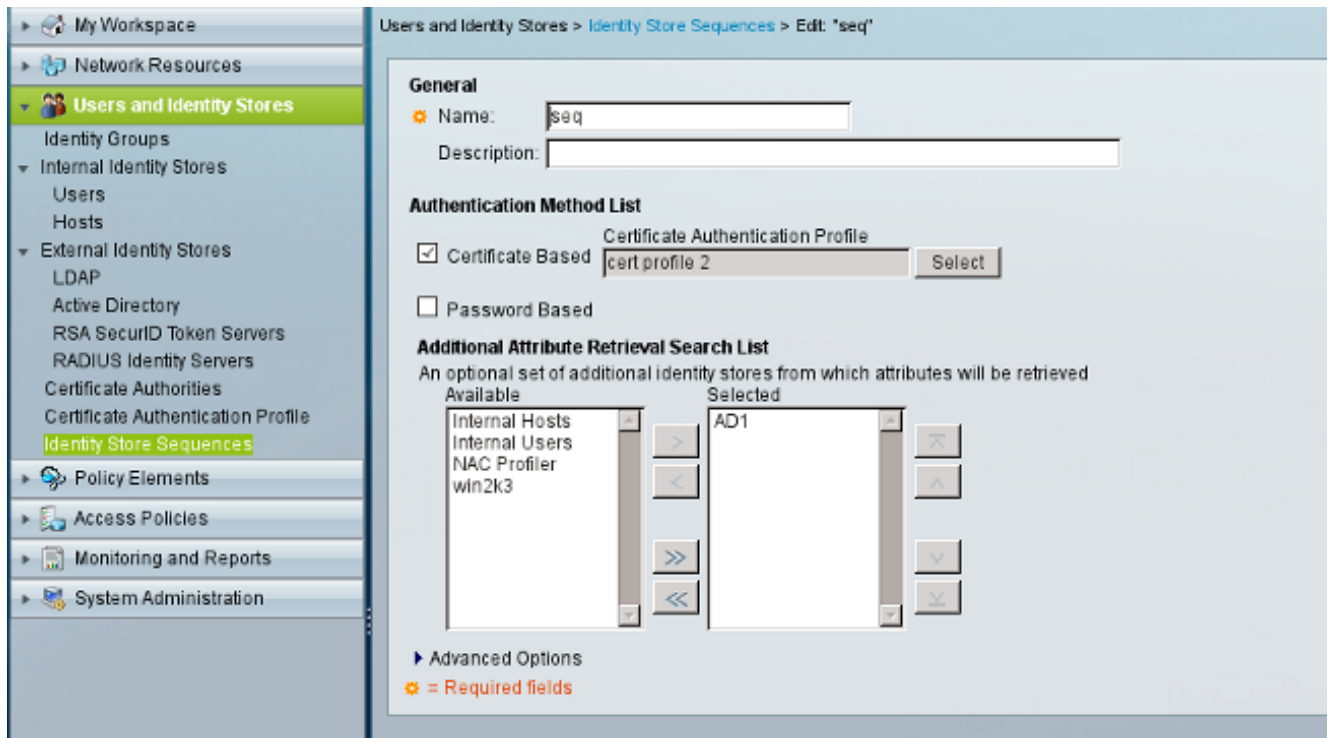 My Workspace
Network Resources
Users and Identity Stores
Identity Groups
Internal Identity Stores
Users
Hosts
External Identity Stores
LDAP
Active Directory
RSA SecurID Token Servers
RADIUS Identity Servers
Certificate Authorities
Certificate Authentication Profile
Identity Store Sequences
Policy Elements
Access Policies
Monitoring and Reports
System Administration
Users and Identity Stores > Identity Store Sequences > Edit: "seq"
General
Name: seq
Description:
Authentication Method List
Certificate Authentication Profile
Certificate Based cert profile 2 Select
Password Based
Additional Attribute Retrieval Search List
An optional set of additional identity stores from which attributes will be retrieved
Available Selected
Internal Hosts AD1
Internal Users
NAC Profiler
win2k3
Advanced Options
= Required fields